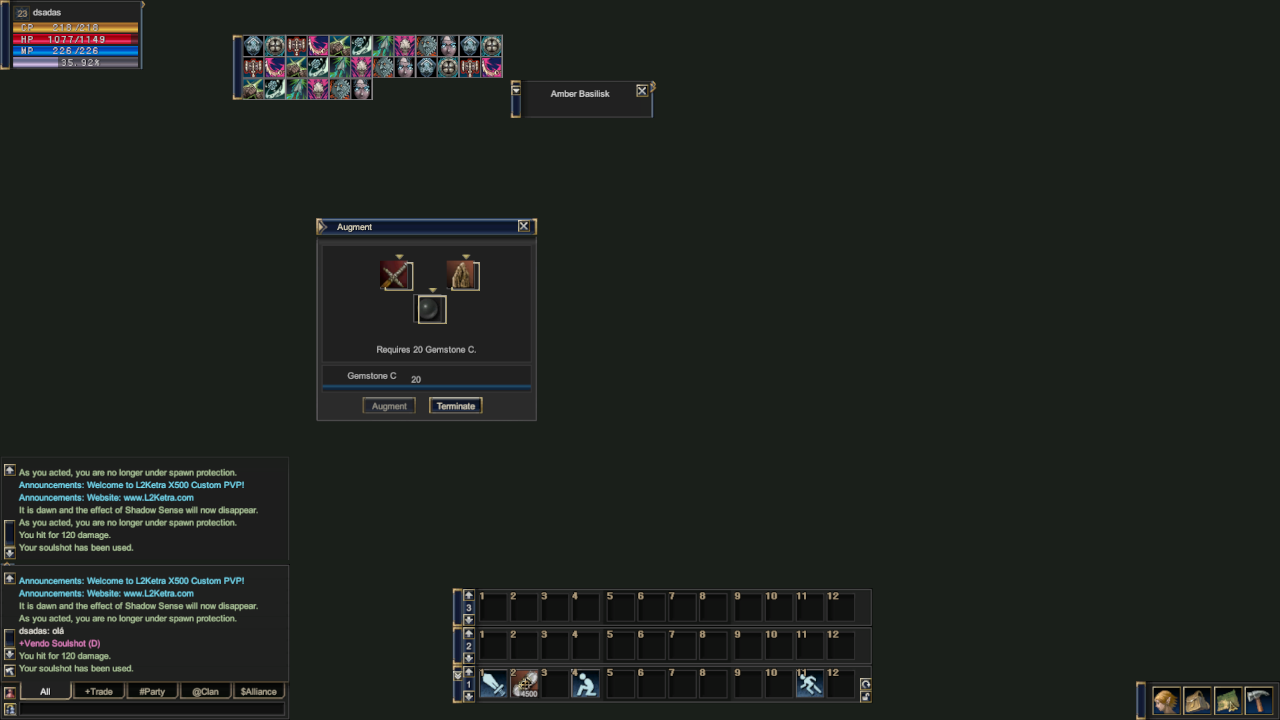 23 dsadas
CP 218/218
HP 1077/1149
MP 226/226
35.92%
Amber Basilisk
Augment
Requires 20 Gemstone C.
Gemstone C 20
Augment Terminate
As you acted, you are no longer under spawn protection.
Announcements: Welcome to L2Ketra X500 Custom PVP!
Announcements: Website: www.L2Ketra.com
It is dawn and the effect of Shadow Sense will now disappear.
As you acted, you are no longer under spawn protection.
You hit for 120 damage.
Your soulshot has been used.
Announcements: Welcome to L2Ketra X500 Custom PVP!
Announcements: Website: www.L2Ketra.com
It is dawn and the effect of Shadow Sense will now disappear.
As you acted, you are no longer under spawn protection.
dsadas: olá
+Vendo Soulshot (D)
You hit for 120 damage.
Your soulshot has been used.
All +Trade #Party @Clan $Alliance
3 1 2 3 4 5 6 7 8 9 10 11 12
2 1 2 3 4 5 6 7 8 9 10 11 12
1 1 2 3 4 5 6 7 8 9 10 11 12
4500